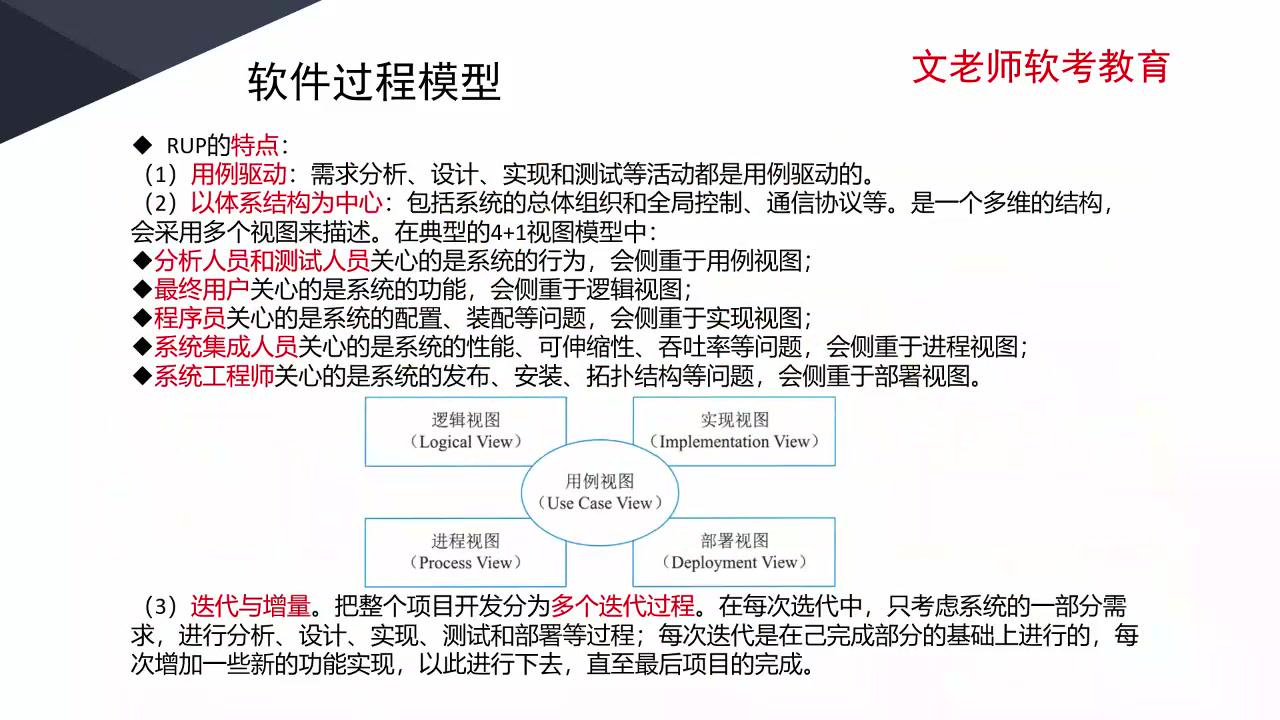 软件过程模型
文老师软考教育
◆ RUP的特点：
（1）用例驱动：需求分析、设计、实现和测试等活动都是用例驱动的。
（2）以体系结构为中心：包括系统的总体组织和全局控制、通信协议等。是一个多维的结构，
会采用多个视图来描述。在典型的4+1视图模型中：
◆分析人员和测试人员关心的是系统的行为，会侧重于用例视图；
◆最终用户关心的是系统的功能，会侧重于逻辑视图；
◆程序员关心的是系统的配置、装配等问题，会侧重于实现视图；
◆系统集成人员关心的是系统的性能、可伸缩性、吞吐率等问题，会侧重于进程视图；
◆系统工程师关心的是系统的发布、安装、拓扑结构等问题，会侧重于部署视图。
逻辑视图
（Logical View）
实现视图
（Implementation View）
用例视图
（Use Case View）
进程视图
（Process View）
部署视图
（Deployment View）
（3）迭代与增量。把整个项目开发分为多个迭代过程。在每次选代中，只考虑系统的一部分需
求，进行分析、设计、实现、测试和部署等过程；每次迭代是在己完成部分的基础上进行的，每
次增加一些新的功能实现，以此进行下去，直至最后项目的完成。